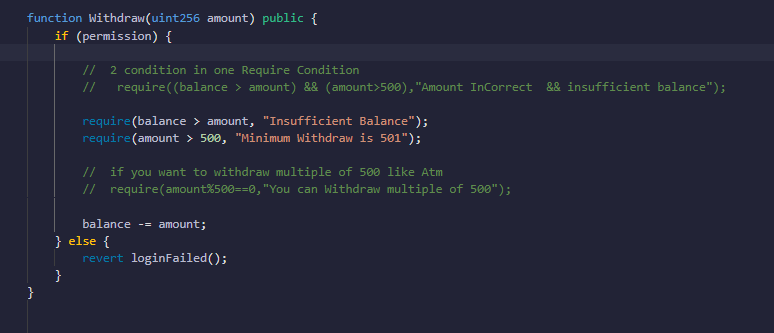 function Withdraw(uint256 amount) public {
if (permission) {
// 2 condition in one Require Condition
// require((balance > amount) && (amount>500),"Amount InCorrect && insufficient balance");
require(balance > amount, "Insufficient Balance");
require(amount > 500, "Minimum Withdraw is 501");
// if you want to withdraw multiple of 500 like Atm
// require(amount%500==0,"You can Withdraw multiple of 500");
balance -= amount;
} else {
revert loginFailed();
}
}